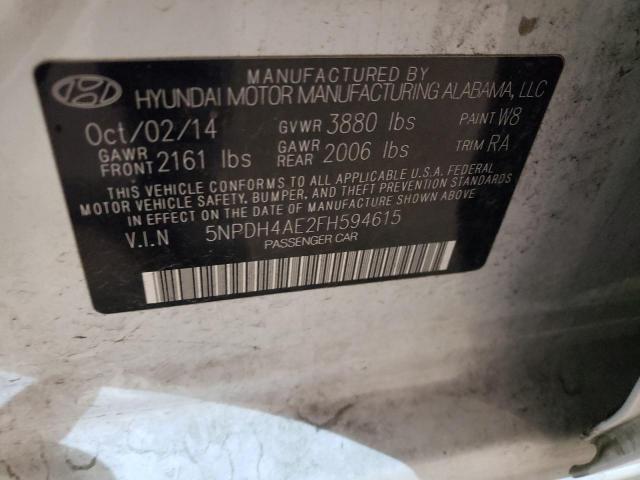 MANUFACTURED BY
HYUNDAI MOTOR MANUFACTURING ALABAMA, LLC
Oct/02/14 GVWR 3880 lbs PAINT W8
GAWR FRONT 2161 lbs GAWR REAR 2006 lbs TRIM RA
THIS VEHICLE CONFORMS TO ALL APPLICABLE U.S.A. FEDERAL
MOTOR VEHICLE SAFETY, BUMPER, AND THEFT PREVENTION STANDARDS
IN EFFECT ON THE DATE OF MANUFACTURE SHOWN ABOVE.
V.I.N 5NPDH4AE2FH594615
PASSENGER CAR